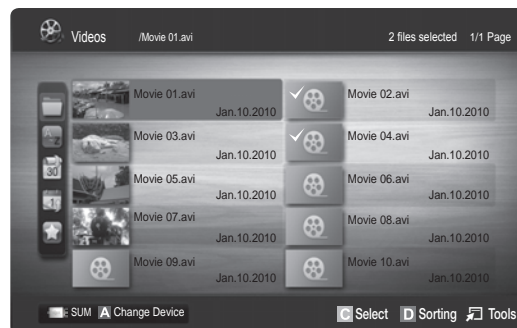 Videos /Movie 01.avi 2 files selected 1/1 Page
Movie 01.avi
Jan.10.2010
Movie 02.avi
Jan.10.2010
Movie 03.avi
Jan.10.2010
Movie 04.avi
Jan.10.2010
Movie 05.avi
Jan.10.2010
Movie 06.avi
Jan.10.2010
Movie 07.avi
Jan.10.2010
Movie 08.avi
Jan.10.2010
Movie 09.avi
Jan.10.2010
Movie 10.avi
Jan.10.2010
30
SUM A Change Device C Select D Sorting Tools